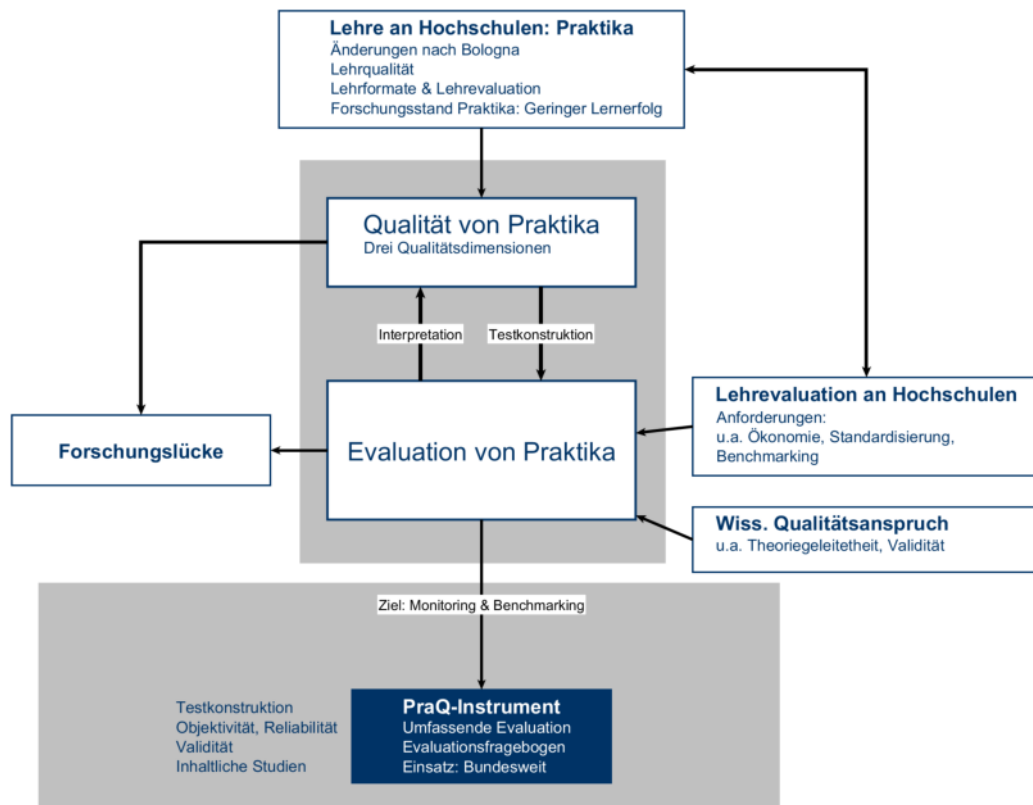 Lehre an Hochschulen: Praktika
Änderungen nach Bologna
Lehrqualität
Lehrformate & Lehrevaluation
Forschungsstand Praktika: Geringer Lernerfolg
Qualität von Praktika
Drei Qualitätsdimensionen
Interpretation
Testkonstruktion
Lehrevaluation an Hochschulen
Anforderungen:
u.a. Ökonomie, Standardisierung,
Benchmarking
Forschungslücke
Evaluation von Praktika
Wiss. Qualitätsanspruch
u.a. Theoriegeleitetheit, Validität
Ziel: Monitoring & Benchmarking
Testkonstruktion
Objektivität, Reliabilität
Validität
Inhaltliche Studien
PraQ-Instrument
Umfassende Evaluation
Evaluationsfragebogen
Einsatz: Bundesweit